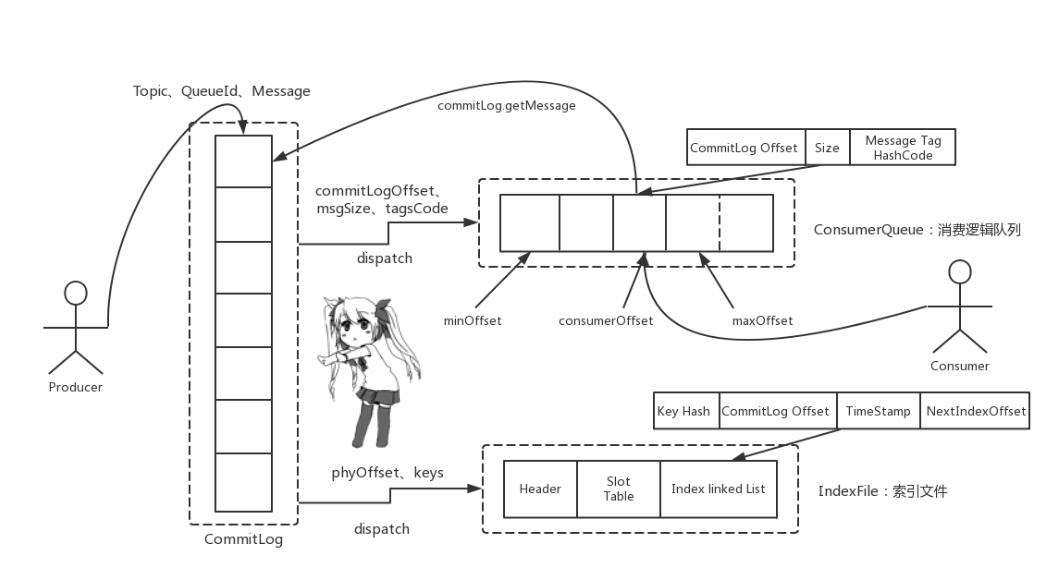 Topic、QueueId、Message
commitLog.getMessage
CommitLog Offset
Size
Message Tag
HashCode
commitLogOffset、
msgSize、tagsCode
dispatch
ConsumerQueue：消费逻辑队列
minOffset
consumerOffset
maxOffset
Producer
Consumer
Key Hash
CommitLog Offset
TimeStamp
NextIndexOffset
phyOffset、keys
dispatch
Header
Slot
Table
Index linked List
IndexFile：索引文件
CommitLog